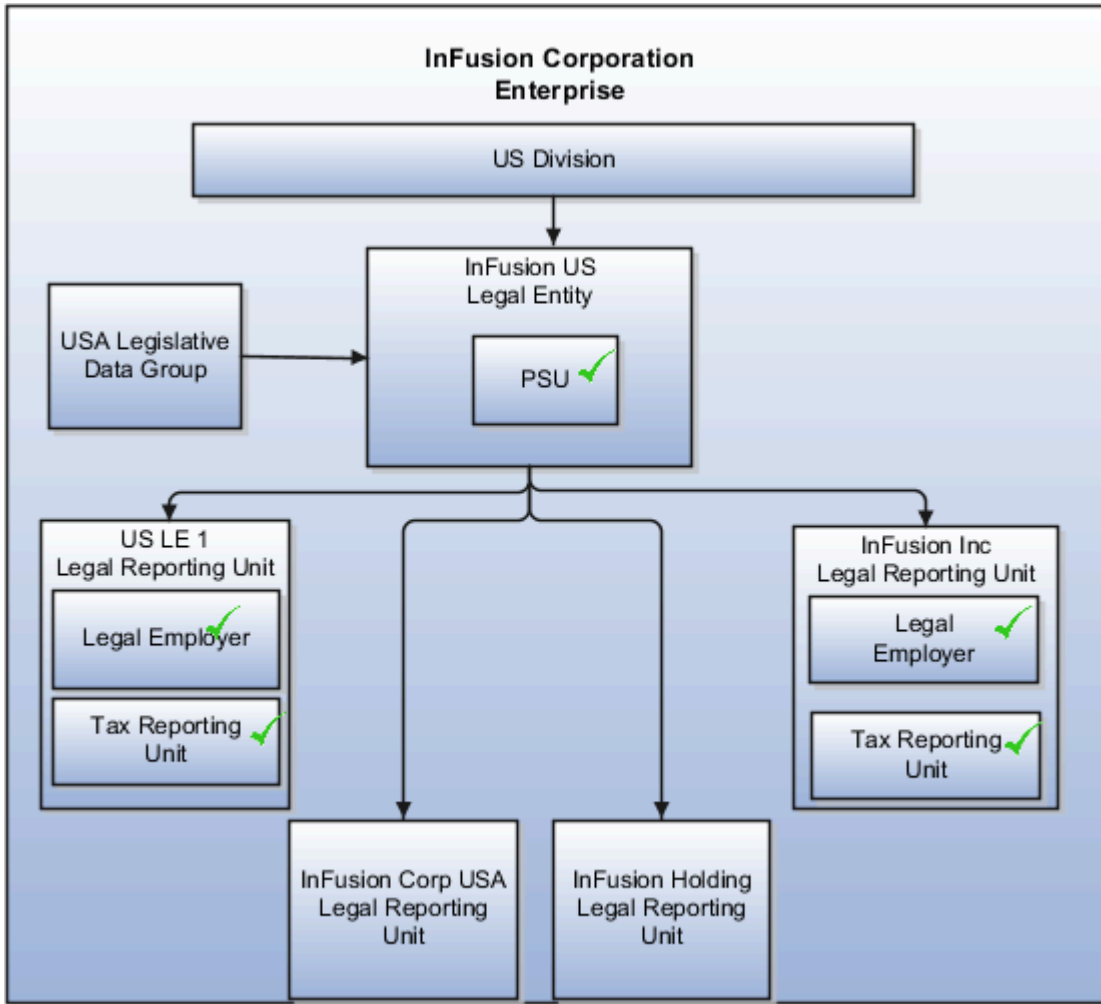 InFusion Corporation
Enterprise
US Division
InFusion US
Legal Entity
USA Legislative
Data Group
PSU
US LE 1
Legal Reporting Unit
Legal Employer
Tax Reporting
Unit
InFusion Inc
Legal Reporting Unit
Legal
Employer
Tax Reporting
Unit
InFusion Corp USA
Legal Reporting
Unit
InFusion Holding
Legal Reporting
Unit